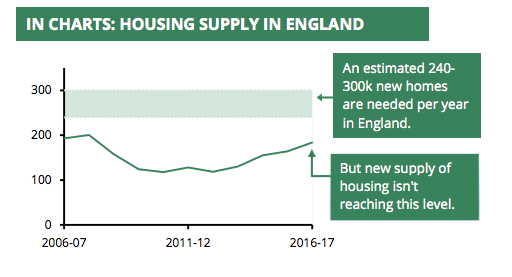 IN CHARTS: HOUSING SUPPLY IN ENGLAND
An estimated 240-
300k new homes
are needed per year
in England.
But new supply of
housing isn't
reaching this level.
300
200
100
0
2006-07
2011-12
2016-17